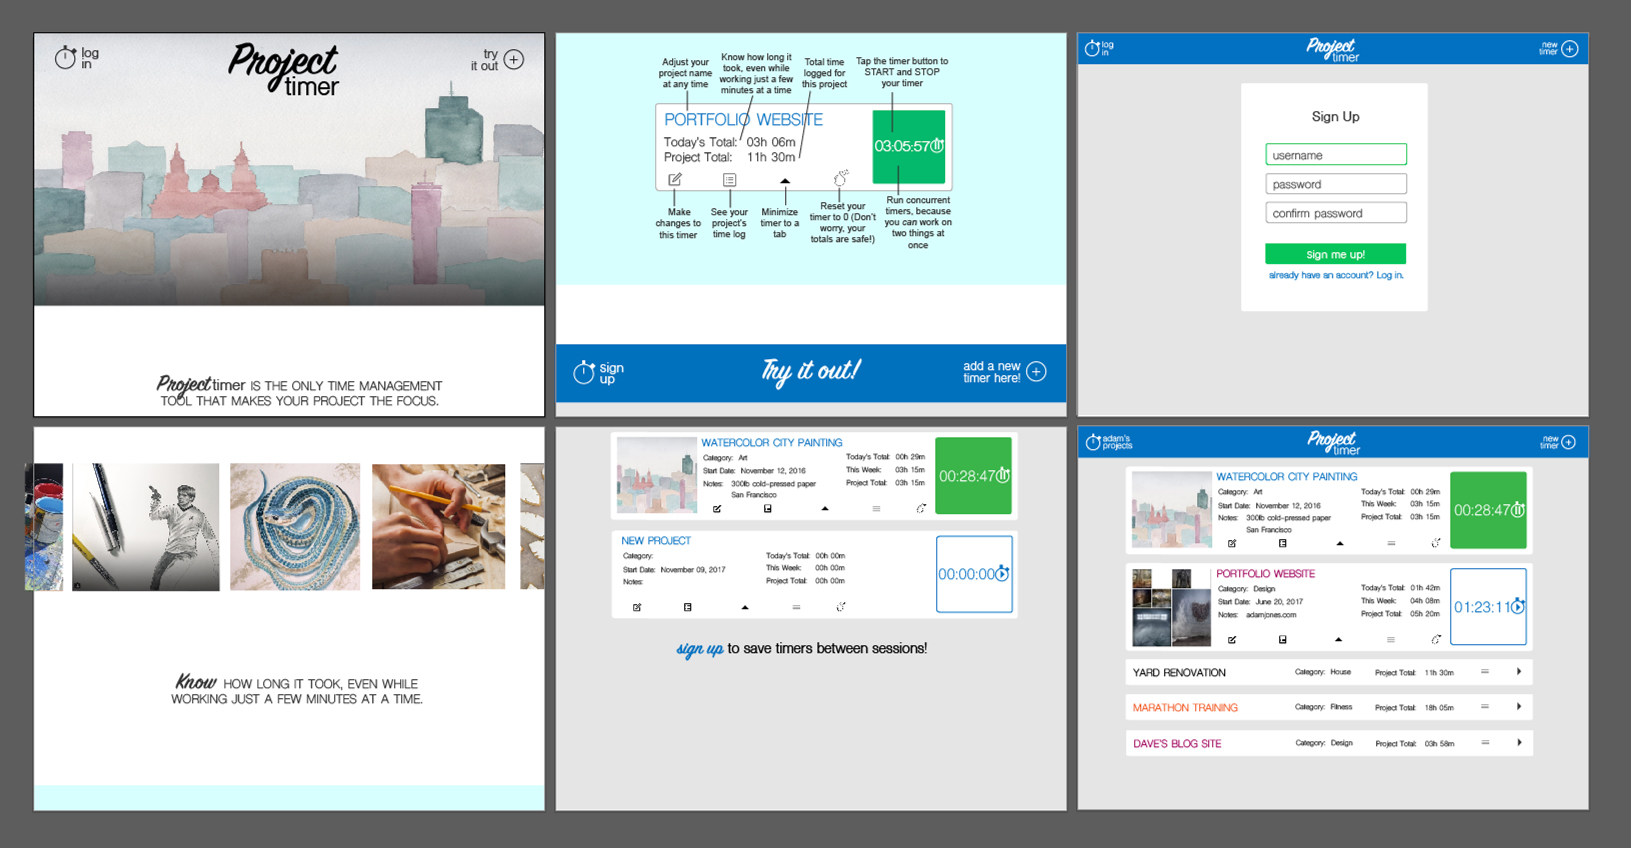 log
in
Project
timer
try
it out
Project timer IS THE ONLY TIME MANAGEMENT
TOOL THAT MAKES YOUR PROJECT THE FOCUS.
Adjust your
project name
at any time
Know how long it
took, even while
working just a few
minutes at a time
Total time
logged for
this project
Tap the timer button to
START and STOP
your timer
PORTFOLIO WEBSITE
Today's Total: 03h 06m
Project Total: 11h 30m
03:05:57
Make
changes to
this timer
See your
project's
time log
Minimize
timer to a
tab
Reset your
timer to 0 (Don't
worry, your
totals are safe!)
Run concurrent
timers, because
you can work on
two things at
once
sign
up
Try it out!
add a new
timer here!
log
in
Project
timer
new
timer
Sign Up
username
password
confirm password
Sign me up!
already have an account? Log in.
Know HOW LONG IT TOOK, EVEN WHILE
WORKING JUST A FEW MINUTES AT A TIME.
WATERCOLOR CITY PAINTING
Category: Art
Start Date: November 12, 2016
Notes: 300lb cold-pressed paper
San Francisco
Today's Total: 00h 29m
This Week: 03h 15m
Project Total: 03h 15m
00:28:47
NEW PROJECT
Category:
Start Date: November 09, 2017
Notes:
Today's Total: 00h 00m
This Week: 00h 00m
Project Total: 00h 00m
00:00:00
sign up to save timers between sessions!
adam's
projects
Project
timer
new
timer
WATERCOLOR CITY PAINTING
Category: Art
Start Date: November 12, 2016
Notes: 300lb cold-pressed paper
San Francisco
Today's Total: 00h 29m
This Week: 03h 15m
Project Total: 03h 15m
00:28:47
PORTFOLIO WEBSITE
Category: Design
Start Date: June 20, 2017
Notes: adamjones.com
Today's Total: 01h 42m
This Week: 04h 08m
Project Total: 05h 20m
01:23:11
YARD RENOVATION Category: House Project Total: 11h 30m
MARATHON TRAINING Category: Fitness Project Total: 18h 05m
DAVE'S BLOG SITE Category: Design Project Total: 03h 58m